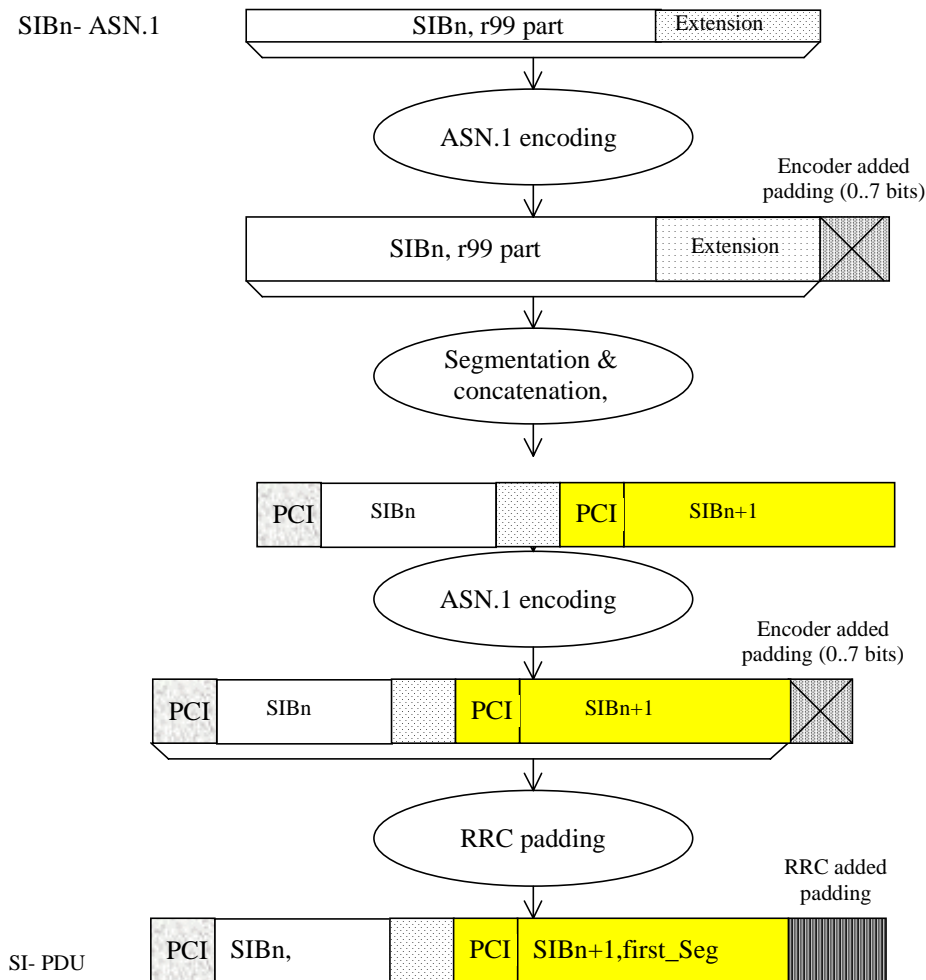 SIBn- ASN.1
SIBn, r99 part
Extension
ASN.1 encoding
Encoder added
padding (0..7 bits)
SIBn, r99 part
Extension
Segmentation &
concatenation,
PCI
SIBn
PCI
SIBn+1
ASN.1 encoding
Encoder added
padding (0..7 bits)
PCI
SIBn
PCI
SIBn+1
RRC padding
RRC added
padding
SI- PDU
PCI
SIBn,
PCI
SIBn+1,first_Seg